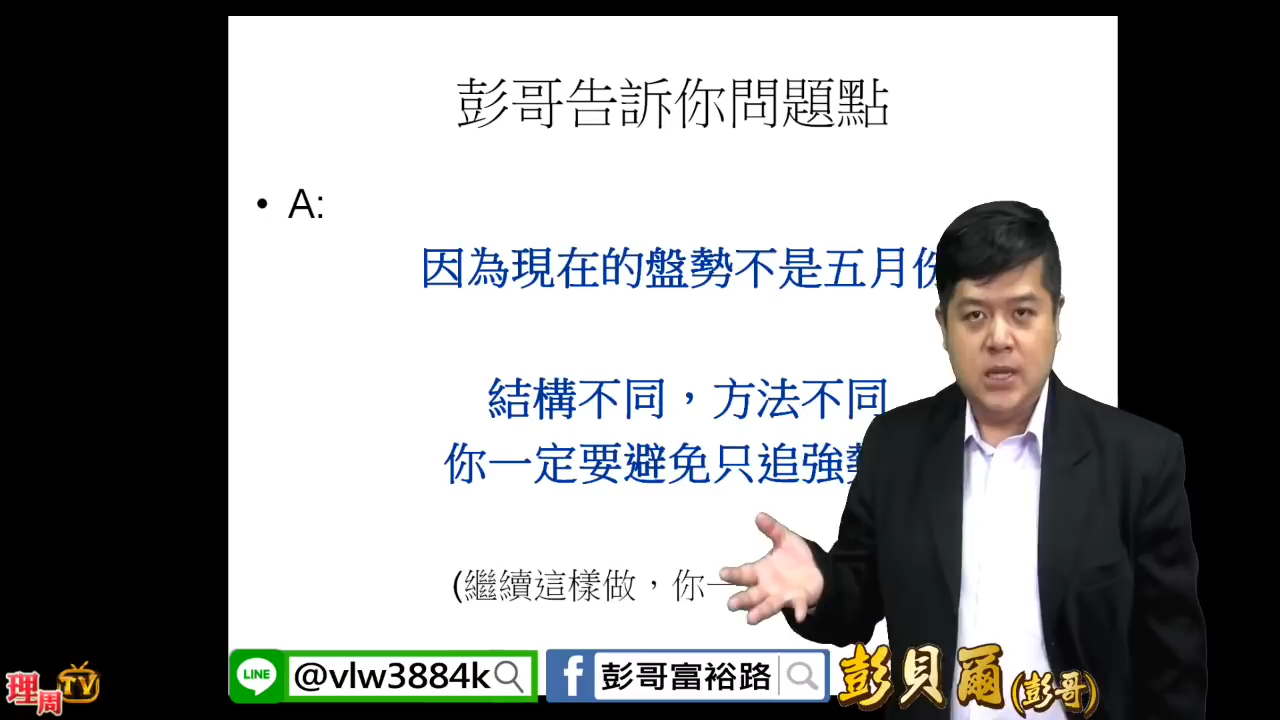 彭哥告訴你問題點
• A:
因為現在的盤勢不是五月份
結構不同，方法不同
你一定要避免只追強勢
(繼續這樣做，你一
LINE @vlw3884k
f 彭哥富裕路
彭貝爾(彭哥)
理周TV